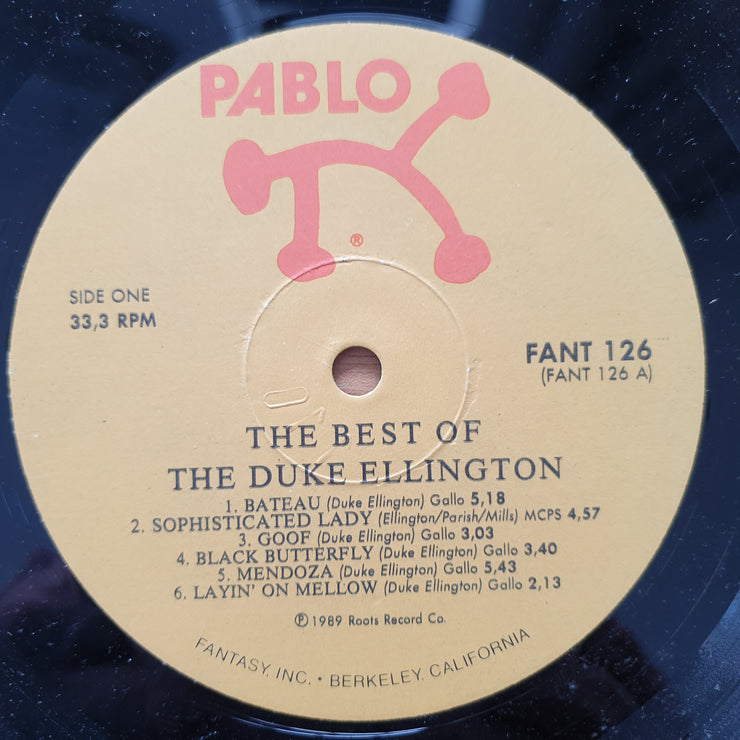 PABLO
®
SIDE ONE
33,3 RPM
FANT 126
(FANT 126 A)
THE BEST OF
THE DUKE ELLINGTON
1. BATEAU (Duke Ellington) Gallo 5,18
2. SOPHISTICATED LADY (Ellington/Parish/Mills) MCPS 4,57
3. GOOF (Duke Ellington) Gallo 3,03
4. BLACK BUTTERFLY (Duke Ellington) Gallo 3,40
5. MENDOZA (Duke Ellington) Gallo 5,43
6. LAYIN' ON MELLOW (Duke Ellington) Gallo 2,13
℗ 1989 Roots Record Co.
FANTASY, INC. • BERKELEY, CALIFORNIA